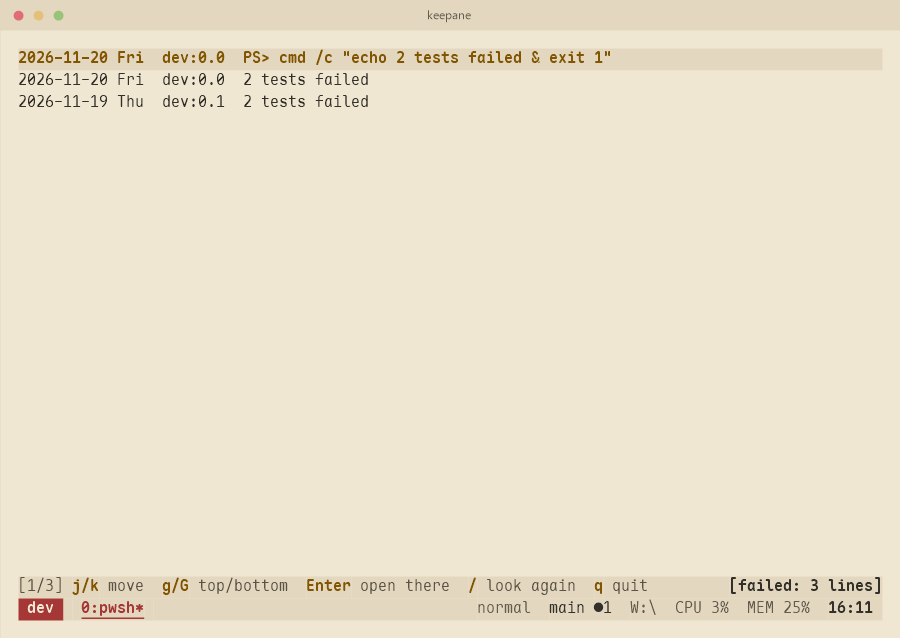 keepane
2026-11-20 Fri  dev:0.0  PS> cmd /c "echo 2 tests failed & exit 1"
2026-11-20 Fri  dev:0.0  2 tests failed
2026-11-19 Thu  dev:0.1  2 tests failed
[1/3] j/k move  g/G top/bottom  Enter open there  / look again  q quit  [failed: 3 lines]
dev  0:pwsh*  normal  main ●1  W:\  CPU 3%  MEM 25%  16:11